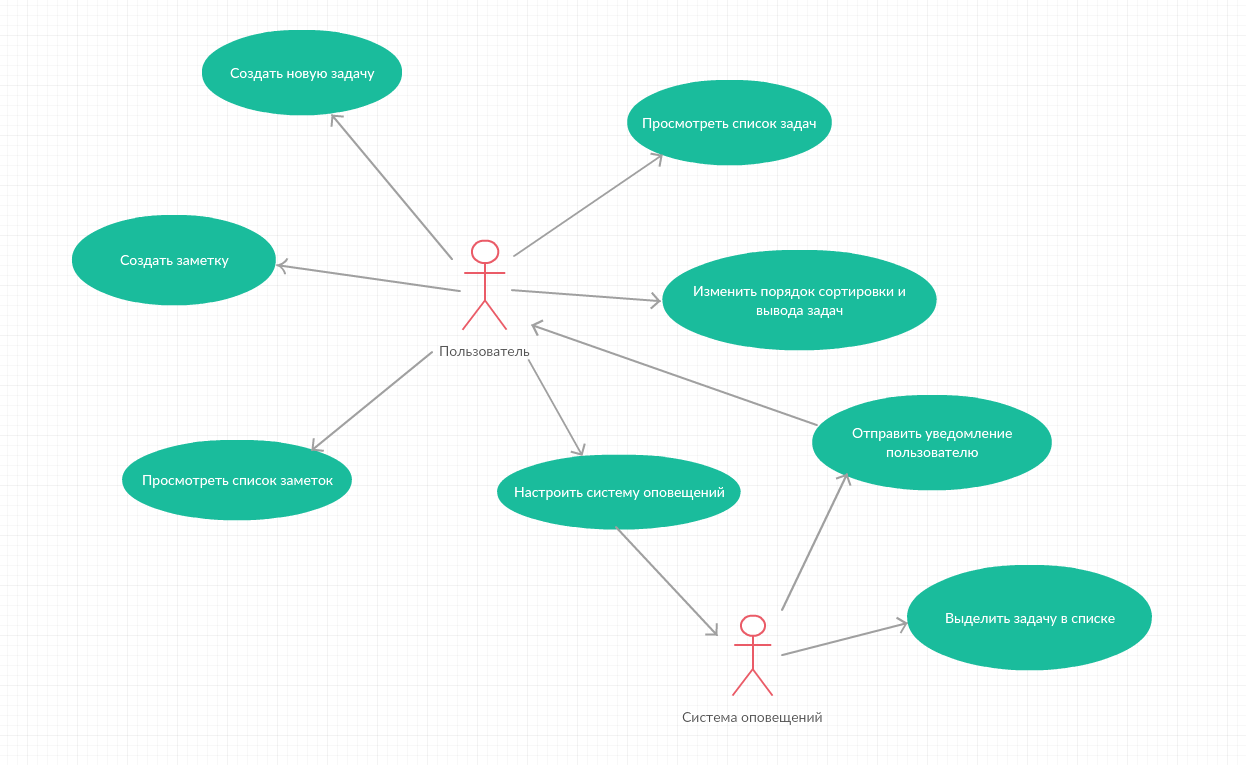 Создать новую задачу
Просмотреть список задач
Создать заметку
Изменить порядок сортировки и
вывода задач
Пользователь
Отправить уведомление
пользователю
Просмотреть список заметок
Настроить систему оповещений
Выделить задачу в списке
Система оповещений